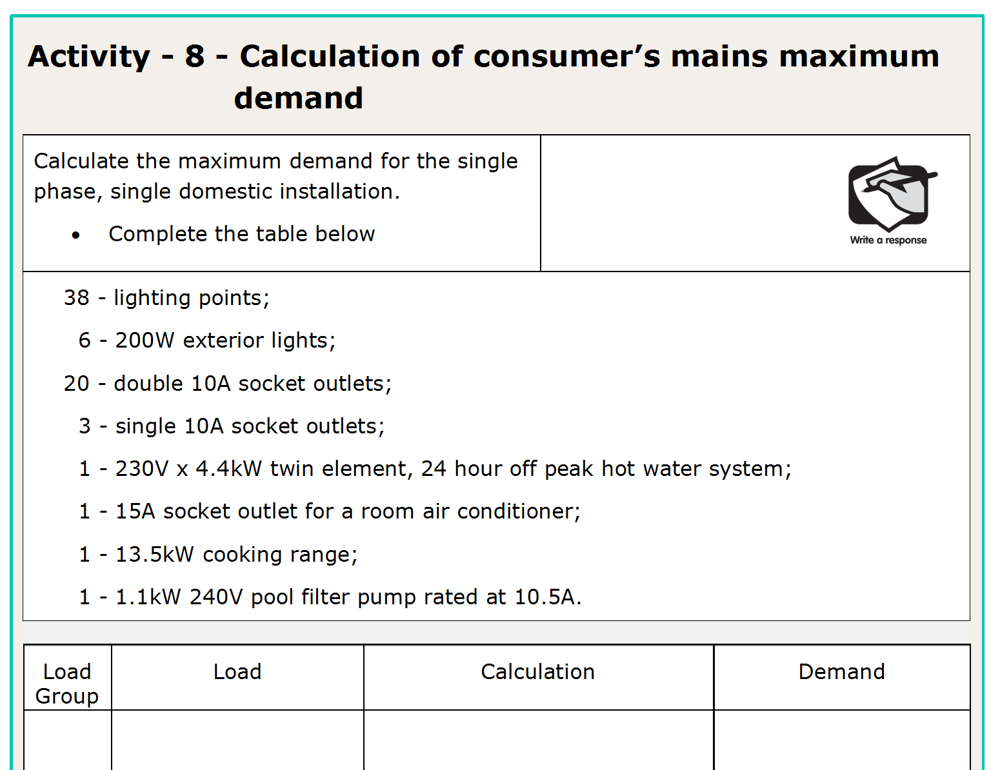 Activity - 8 - Calculation of consumer’s mains maximum
demand
Calculate the maximum demand for the single
phase, single domestic installation.
• Complete the table below
Write a response
38 - lighting points;
6 - 200W exterior lights;
20 - double 10A socket outlets;
3 - single 10A socket outlets;
1 - 230V x 4.4kW twin element, 24 hour off peak hot water system;
1 - 15A socket outlet for a room air conditioner;
1 - 13.5kW cooking range;
1 - 1.1kW 240V pool filter pump rated at 10.5A.
Load
Group
Load
Calculation
Demand